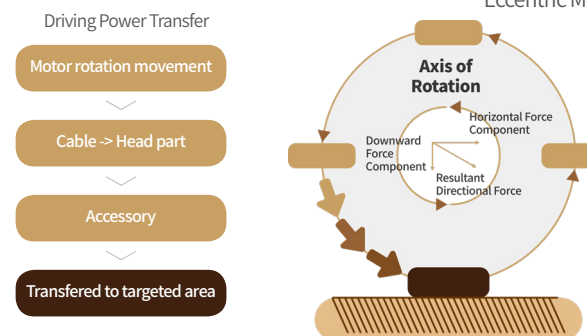 Driving Power Transfer
Motor rotation movement
Cable -> Head part
Accessory
Transfered to targeted area
Eccentric
Axis of
Rotation
Horizontal Force
Component
Downward
Force
Component
Resultant
Directional Force